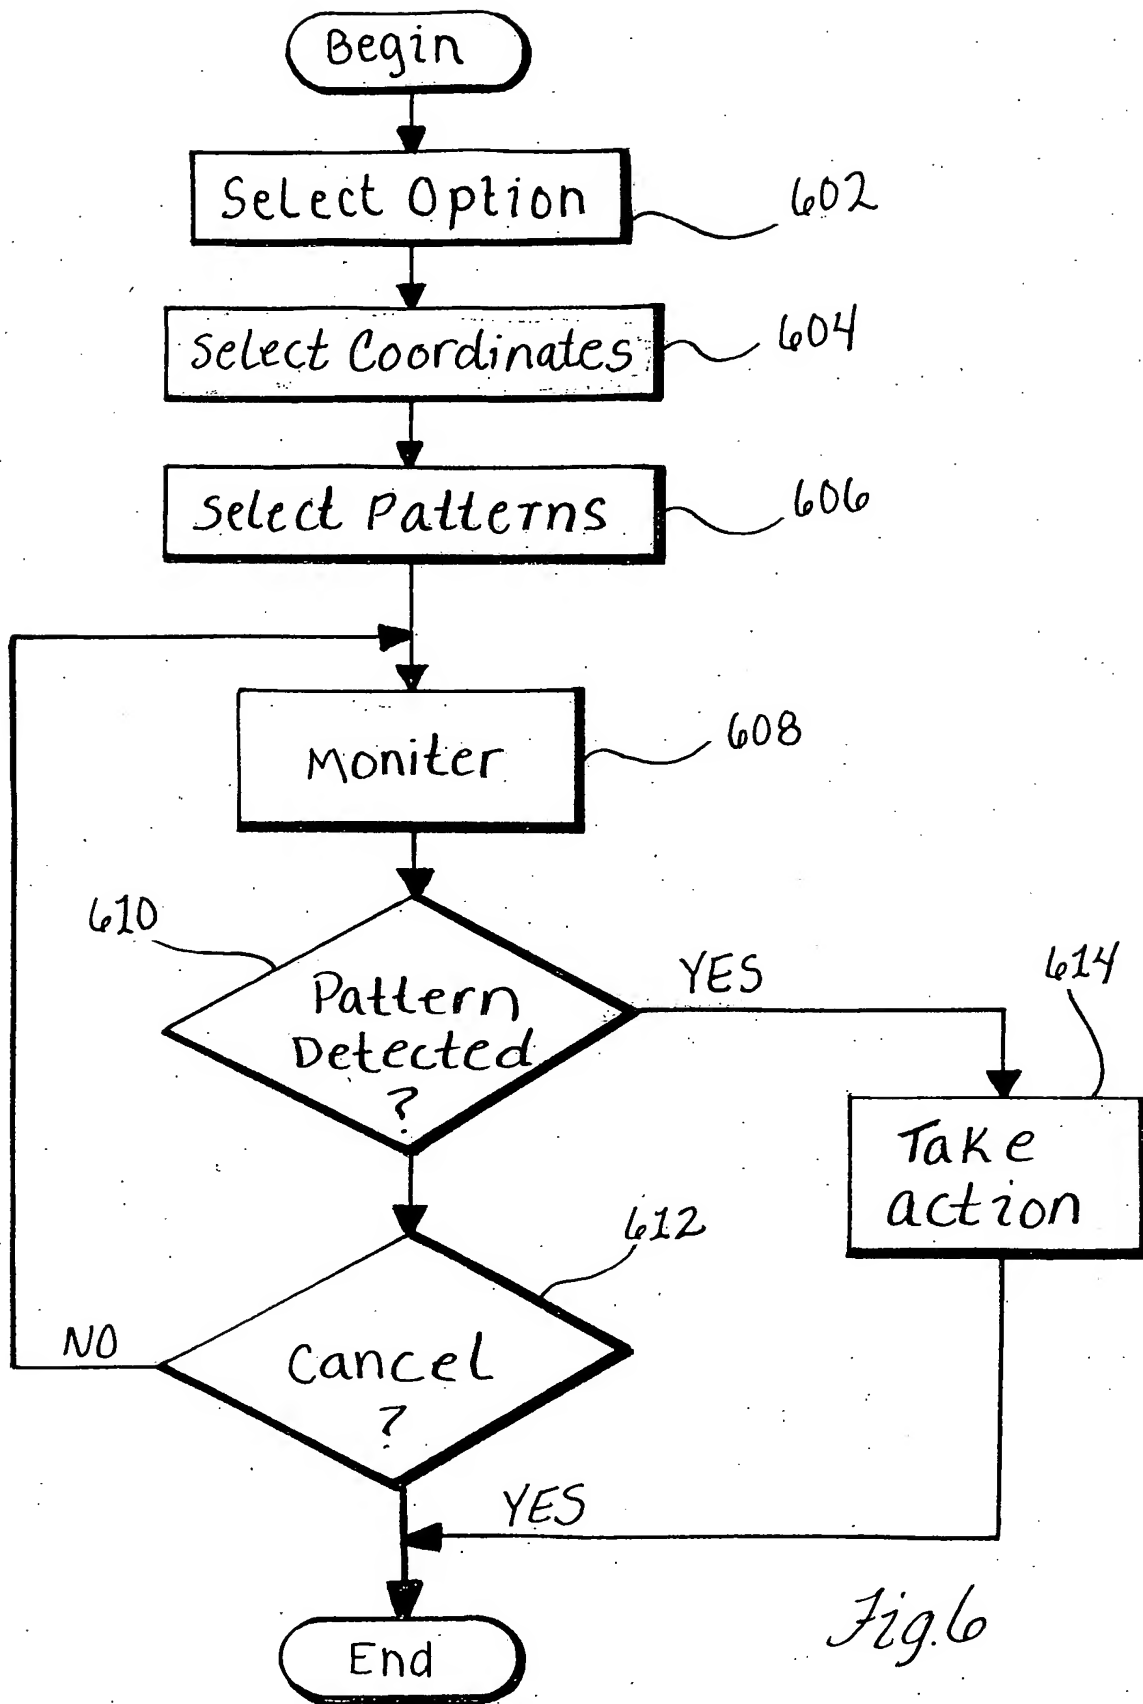 Begin
Select Option
602
Select Coordinates
604
Select Patterns
606
Moniter
608
610
Pattern
Detected
?
YES
614
Take
action
612
Cancel
?
NO
YES
End
Fig.6